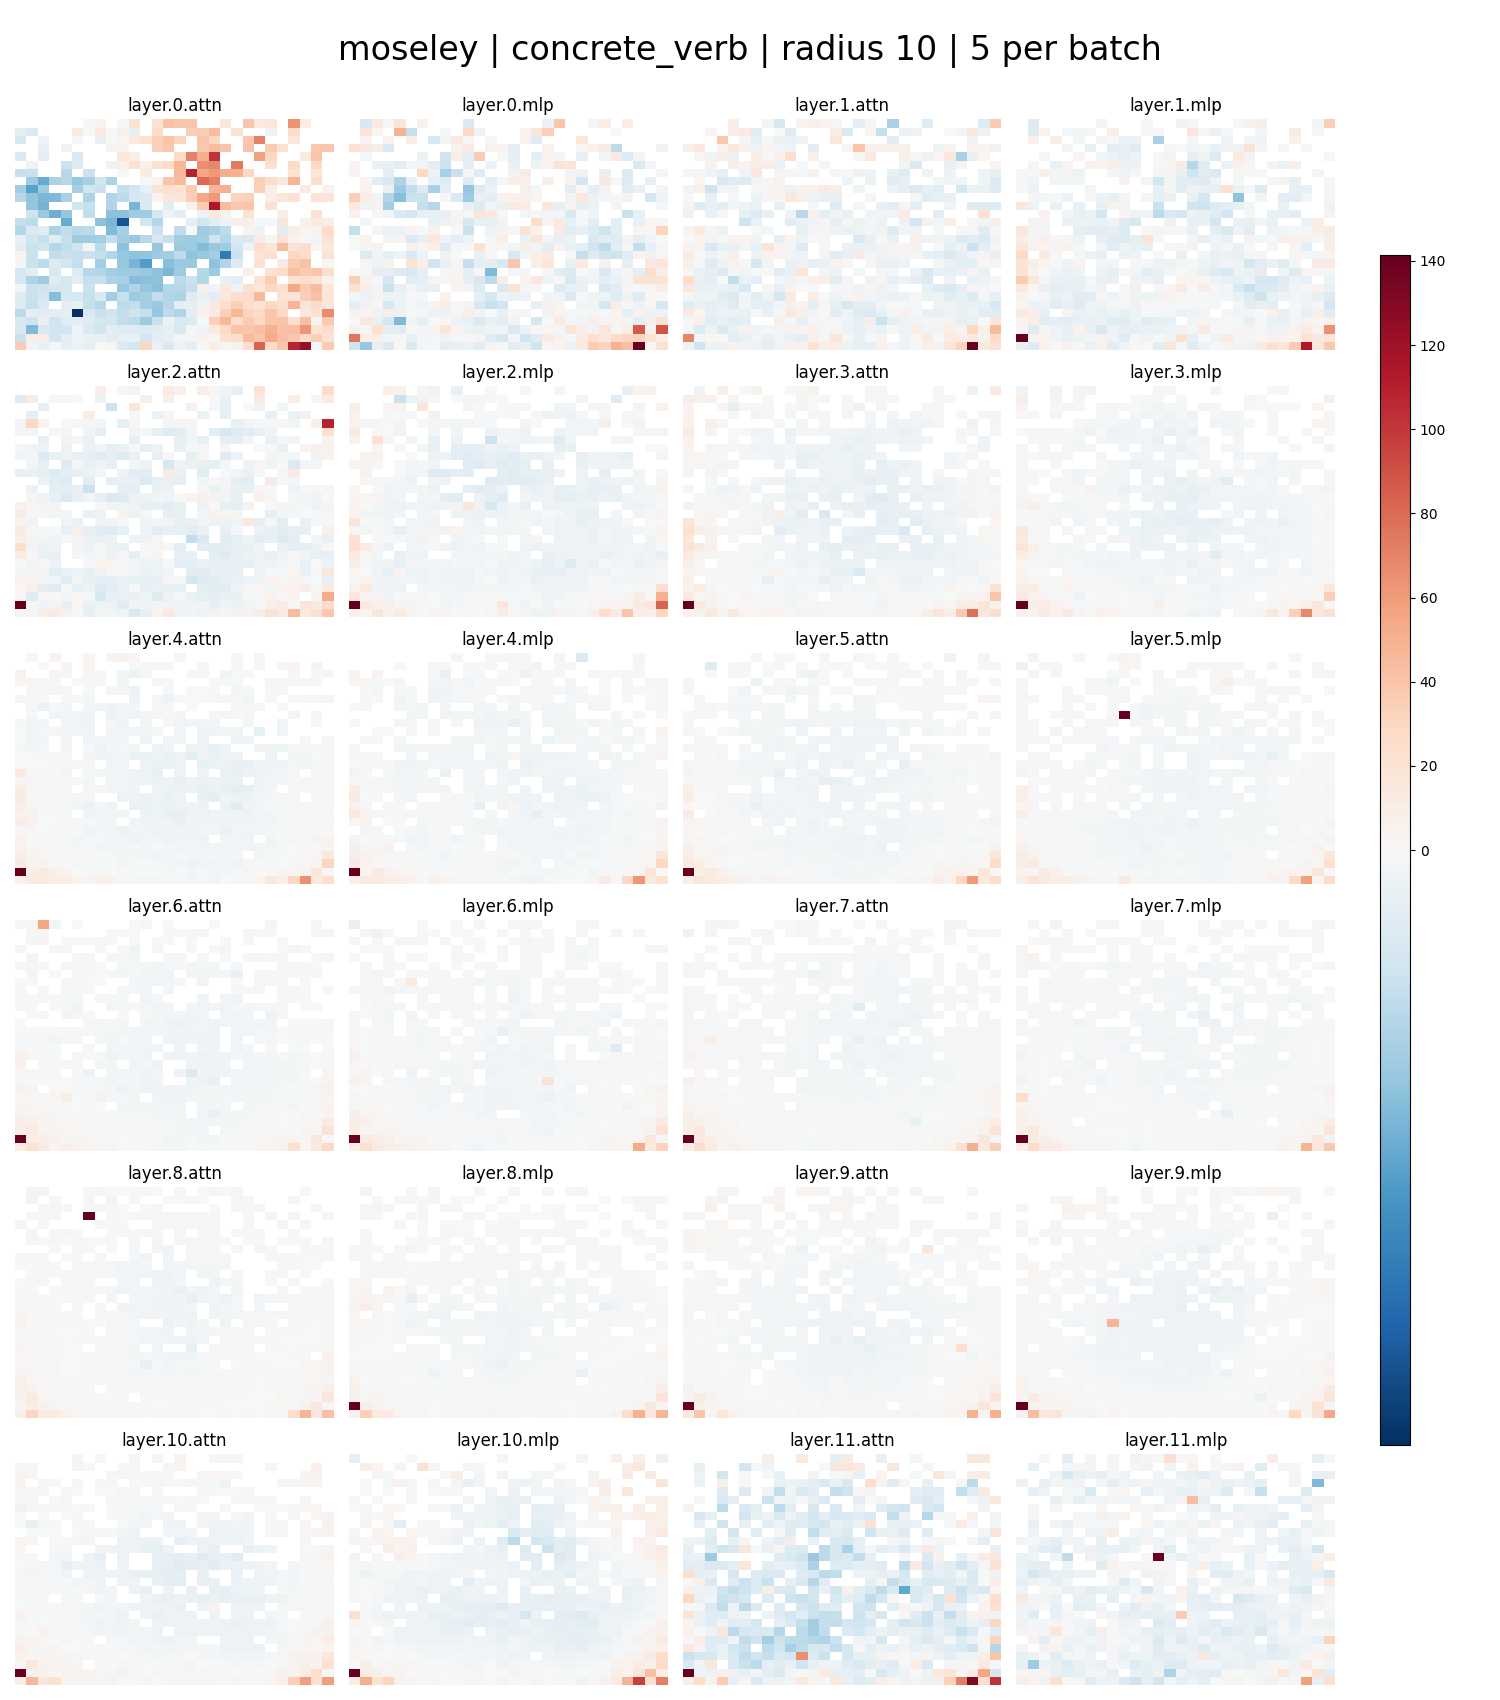 moseley | concrete_verb | radius 10 | 5 per batch
layer.0.attn layer.0.mlp layer.1.attn layer.1.mlp
layer.2.attn layer.2.mlp layer.3.attn layer.3.mlp
layer.4.attn layer.4.mlp layer.5.attn layer.5.mlp
layer.6.attn layer.6.mlp layer.7.attn layer.7.mlp
layer.8.attn layer.8.mlp layer.9.attn layer.9.mlp
layer.10.attn layer.10.mlp layer.11.attn layer.11.mlp
140
120
100
80
60
40
20
0